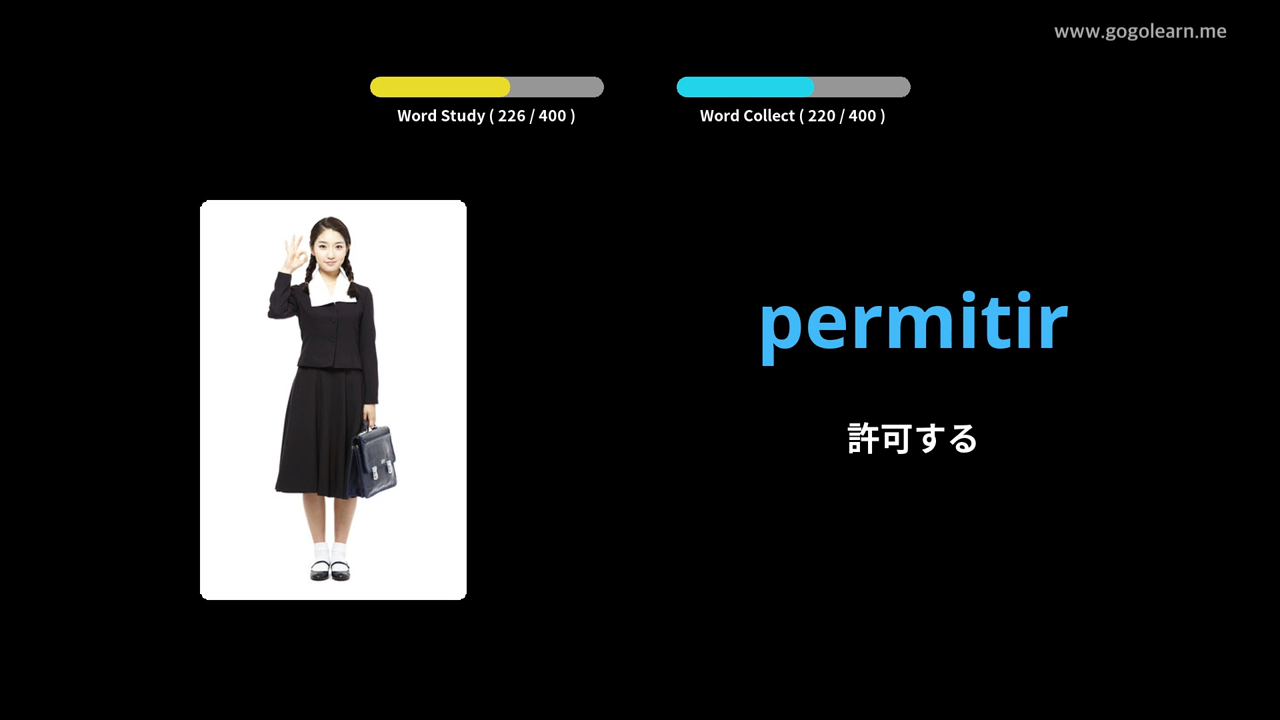 www.gogolearn.me
Word Study ( 226 / 400 )
Word Collect ( 220 / 400 )
permitir
許可する